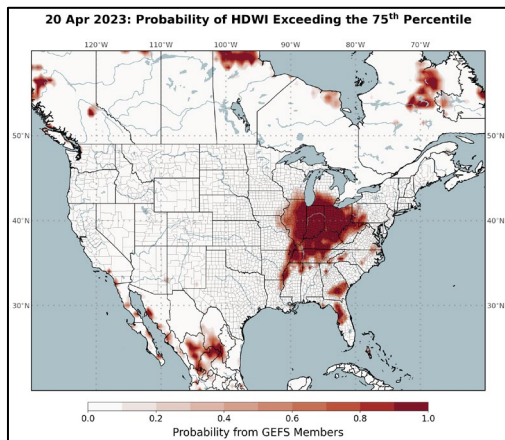 20 Apr 2023: Probability of HDWI Exceeding the 75th Percentile
120°W 110°W 100°W 90°W 80°W 70°W
50°N 50°N
40°N 40°N
30°N 30°N
0.0 0.2 0.4 0.6 0.8 1.0
Probability from GEFS Members